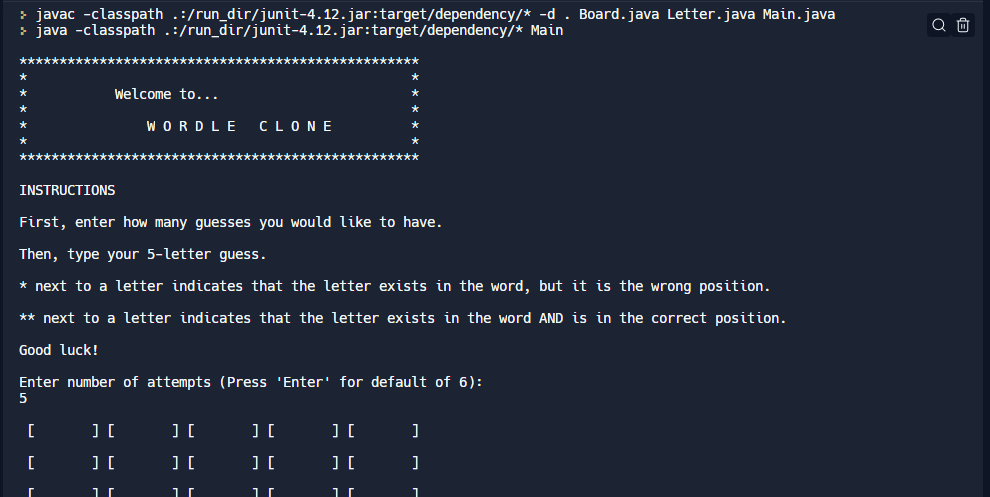 > javac -classpath .:/run_dir/junit-4.12.jar:target/dependency/* -d . Board.java Letter.java Main.java
> java -classpath .:/run_dir/junit-4.12.jar:target/dependency/* Main
**************************************************
*                                                *
*           Welcome to...                        *
*                                                *
*               W O R D L E   C L O N E          *
*                                                *
**************************************************
INSTRUCTIONS
First, enter how many guesses you would like to have.
Then, type your 5-letter guess.
* next to a letter indicates that the letter exists in the word, but it is the wrong position.
** next to a letter indicates that the letter exists in the word AND is in the correct position.
Good luck!
Enter number of attempts (Press 'Enter' for default of 6):
5
[       ] [       ] [       ] [       ] [       ]
[       ] [       ] [       ] [       ] [       ]
[       ] [       ] [       ] [       ] [       ]